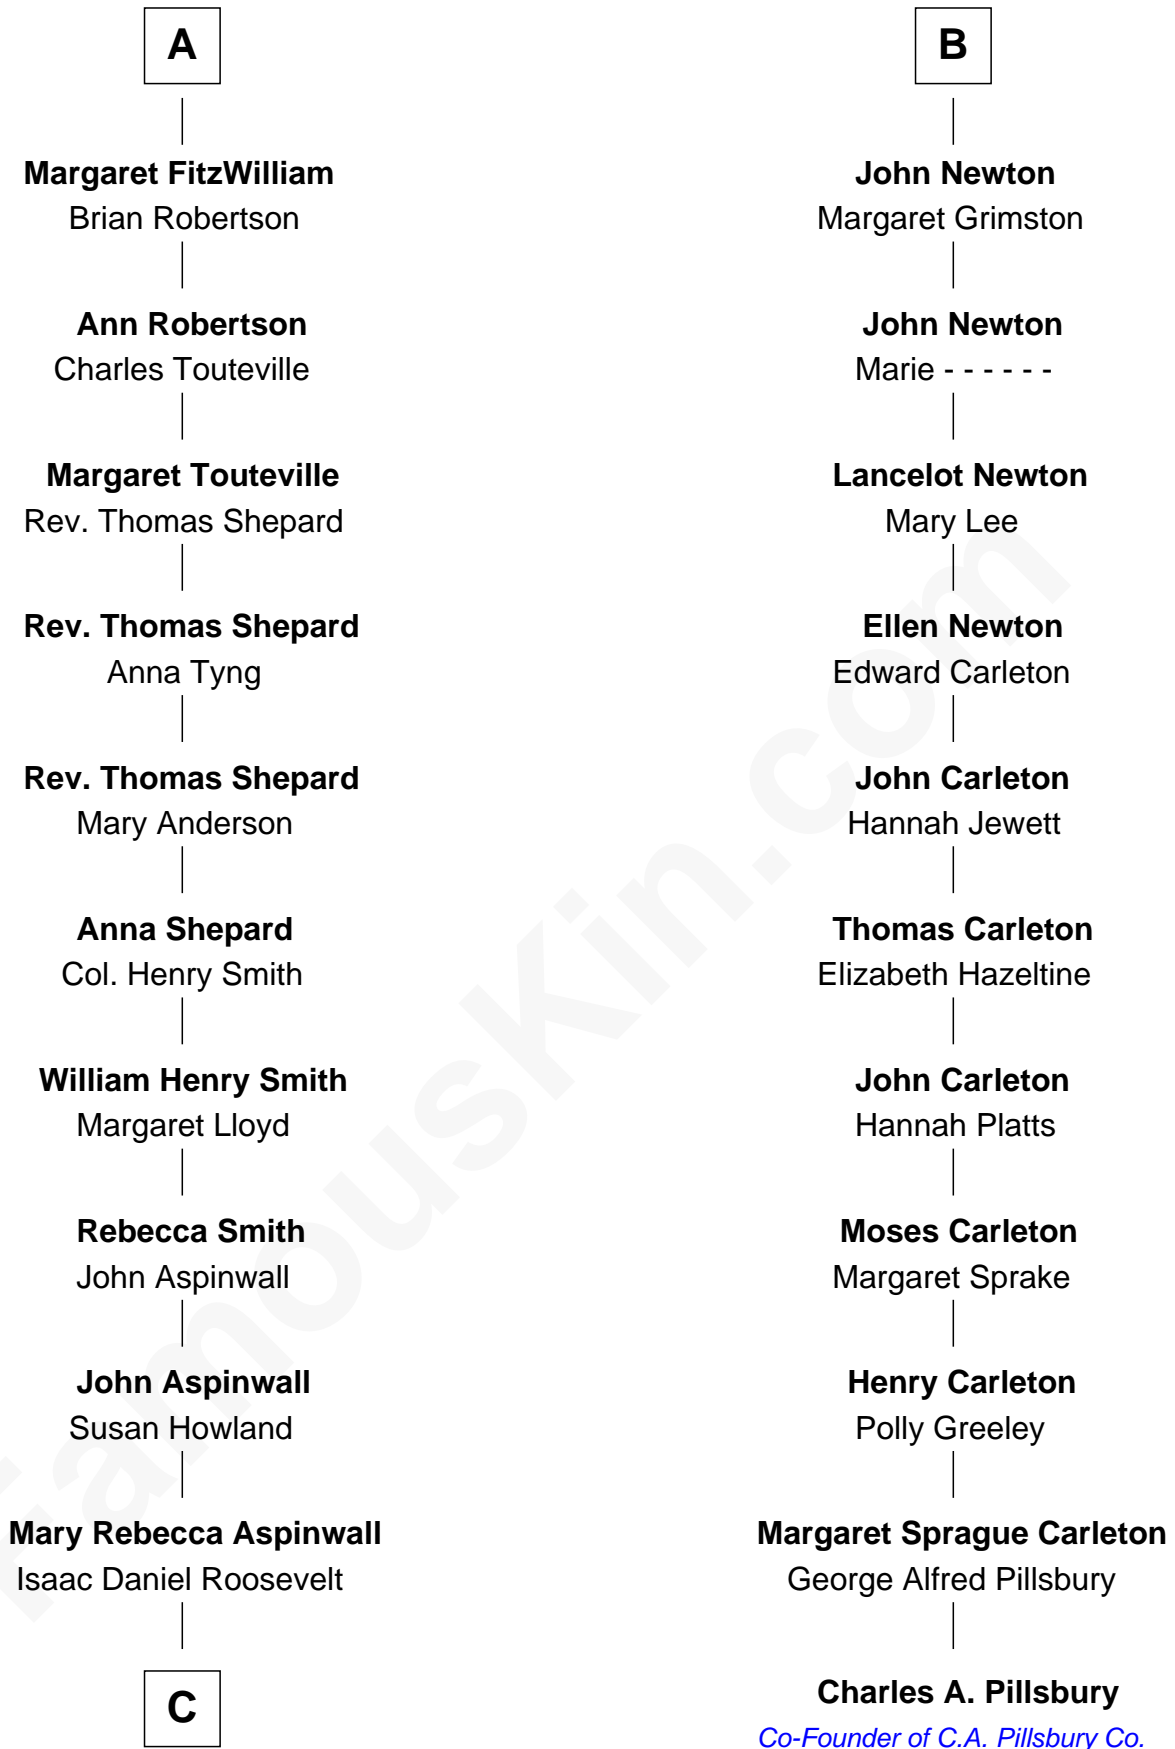 A
Margaret FitzWilliam
Brian Robertson
Ann Robertson
Charles Touteville
Margaret Touteville
Rev. Thomas Shepard
Rev. Thomas Shepard
Anna Tyng
Rev. Thomas Shepard
Mary Anderson
Anna Shepard
Col. Henry Smith
William Henry Smith
Margaret Lloyd
Rebecca Smith
John Aspinwall
John Aspinwall
Susan Howland
Mary Rebecca Aspinwall
Isaac Daniel Roosevelt
C
B
John Newton
Margaret Grimston
John Newton
Marie - - - - - -
Lancelot Newton
Mary Lee
Ellen Newton
Edward Carleton
John Carleton
Hannah Jewett
Thomas Carleton
Elizabeth Hazeltine
John Carleton
Hannah Platts
Moses Carleton
Margaret Sprake
Henry Carleton
Polly Greeley
Margaret Sprague Carleton
George Alfred Pillsbury
Charles A. Pillsbury
Co-Founder of C.A. Pillsbury Co.
FamousKin.com